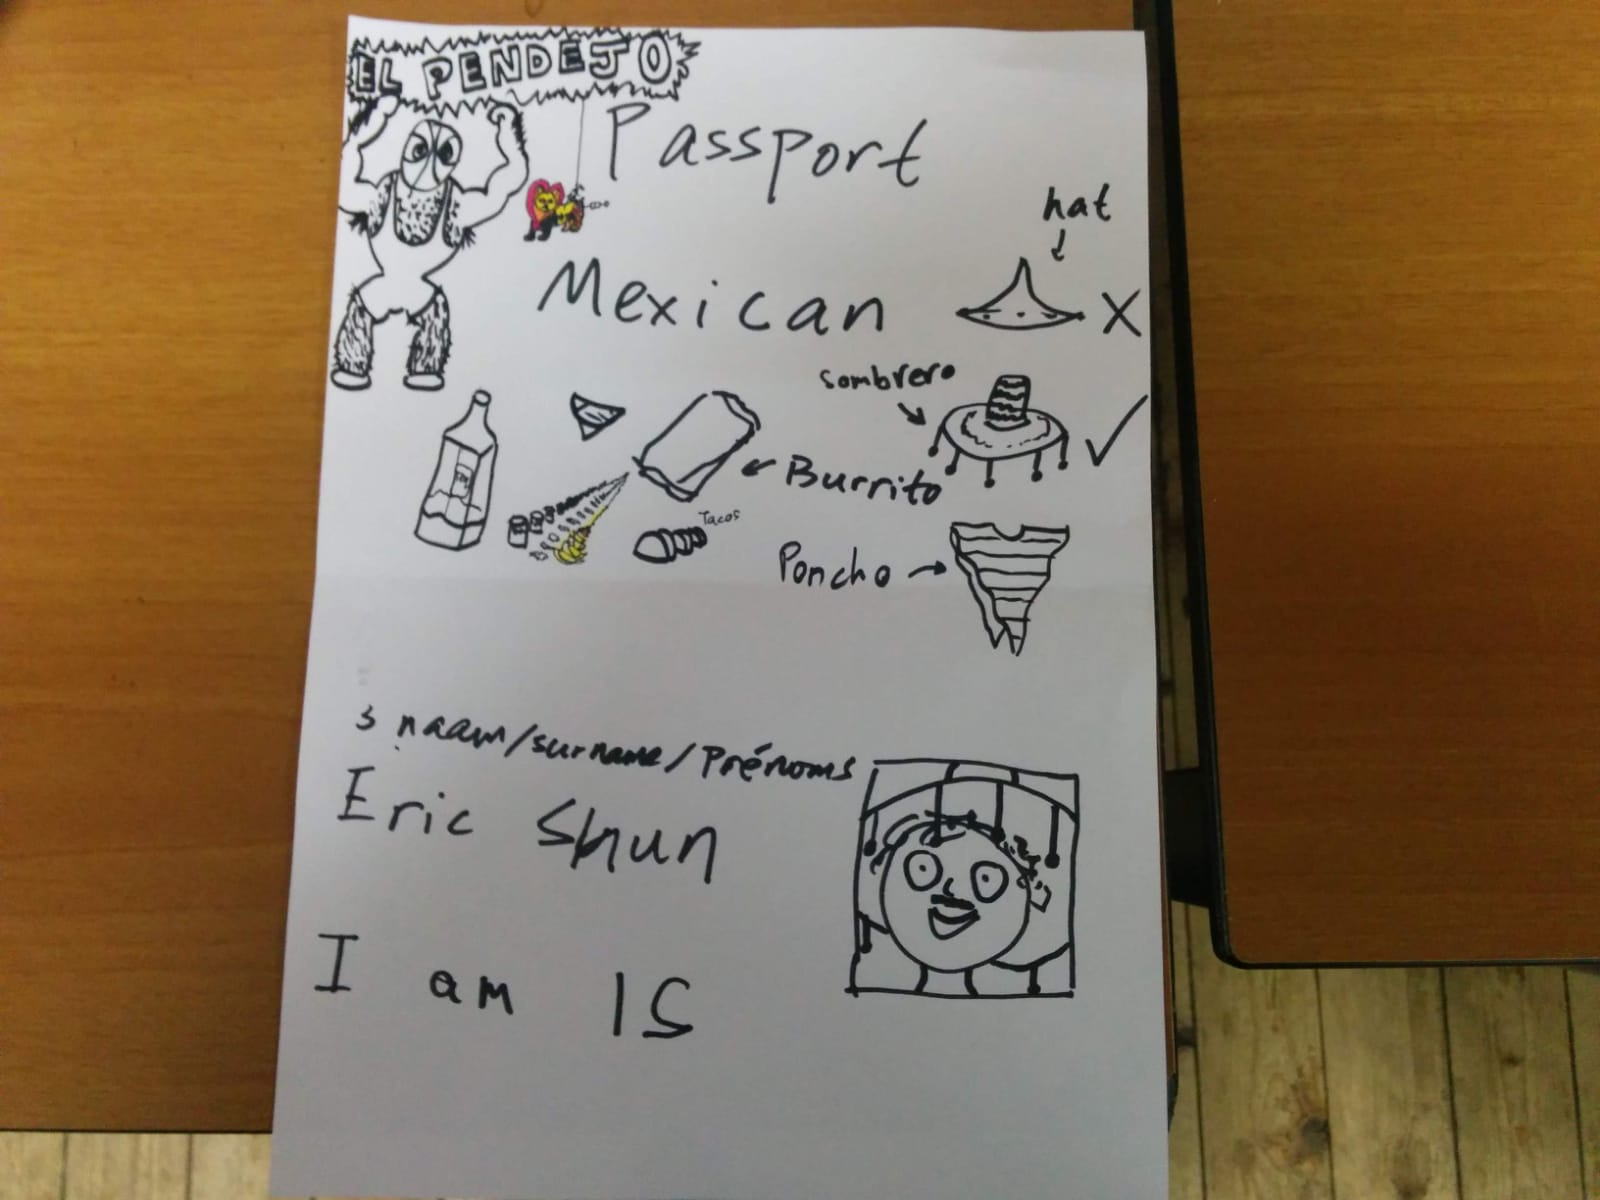 EL PENDEJO
Passport
hat
Mexican
X
sombrero
Burrito
Tacos
Poncho
s naam/surname/Prénoms
Eric Shun
I am 15